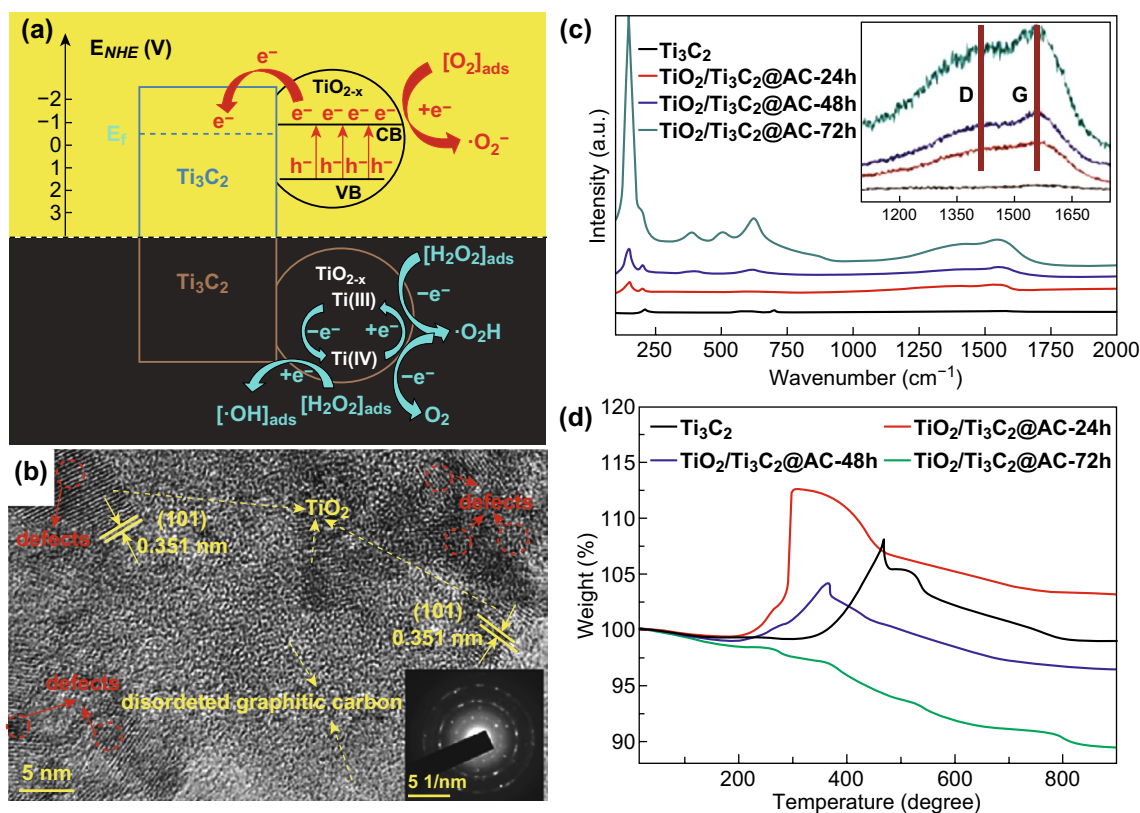 (a)
E_NHE (V)
−2
−1
0
1
2
3
E_f
Ti₃C₂
e⁻
e⁻
TiO₂₋ₓ
e⁻ e⁻ e⁻ e⁻
CB
h⁻ h⁻ h⁻ h⁻
VB
[O₂]ads
+e⁻
·O₂⁻
Ti₃C₂
TiO₂₋ₓ
Ti(III)
−e⁻ +e⁻
Ti(IV)
[H₂O₂]ads
−e⁻
·O₂H
−e⁻
O₂
+e⁻
[·OH]ads
[H₂O₂]ads
(b)
defects
(101)
0.351 nm
TiO₂
defects
(101)
0.351 nm
defects
disordeted graphitic carbon
5 nm
5 1/nm
(c)
Ti₃C₂
TiO₂/Ti₃C₂@AC-24h
TiO₂/Ti₃C₂@AC-48h
TiO₂/Ti₃C₂@AC-72h
D G
1200 1350 1500 1650
Intensity (a.u.)
250 500 750 1000 1250 1500 1750 2000
Wavenumber (cm⁻¹)
(d)
Ti₃C₂ TiO₂/Ti₃C₂@AC-24h
TiO₂/Ti₃C₂@AC-48h TiO₂/Ti₃C₂@AC-72h
120
115
110
105
100
95
90
Weight (%)
200 400 600 800
Temperature (degree)